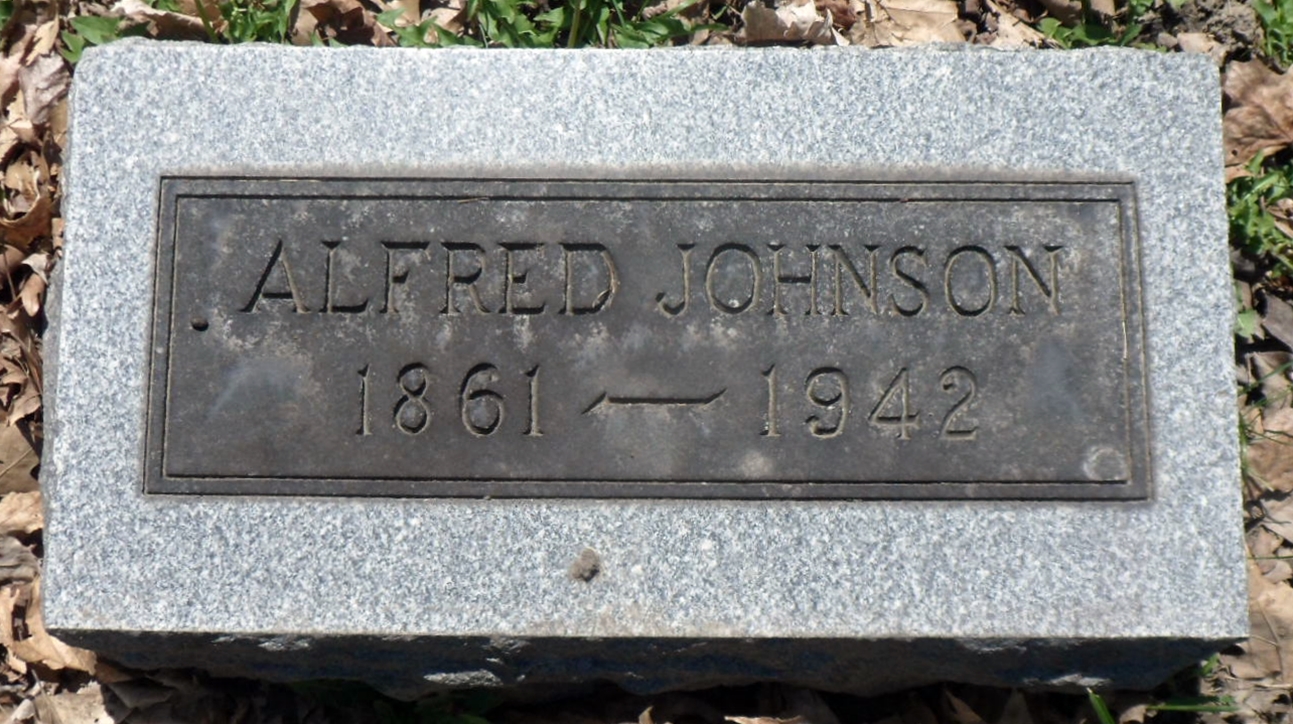 ALFRED JOHNSON
1861 — 1942